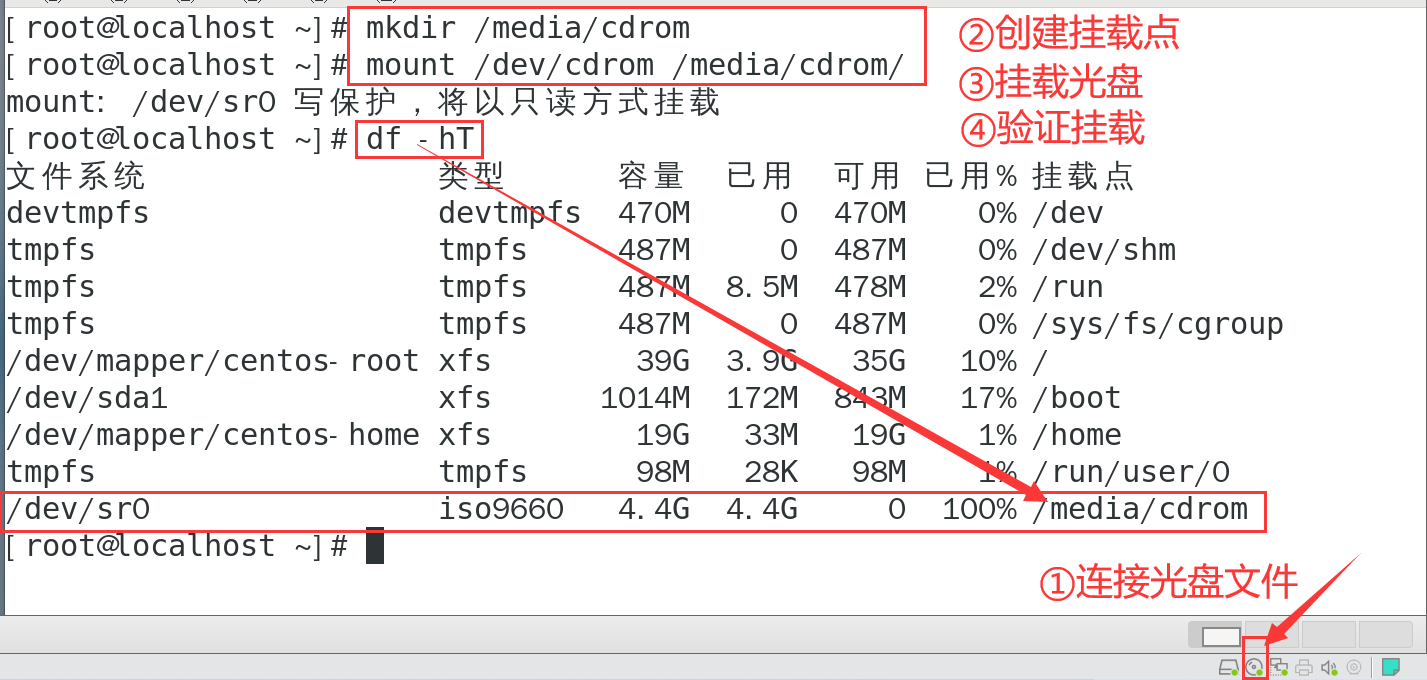 [root@localhost ~]# mkdir /media/cdrom
②创建挂载点
[root@localhost ~]# mount /dev/cdrom /media/cdrom/
③挂载光盘
mount: /dev/sr0 写保护，将以只读方式挂载
④验证挂载
[root@localhost ~]# df -hT
文件系统 类型 容量 已用 可用 已用% 挂载点
devtmpfs devtmpfs 470M 0 470M 0% /dev
tmpfs tmpfs 487M 0 487M 0% /dev/shm
tmpfs tmpfs 487M 8.5M 478M 2% /run
tmpfs tmpfs 487M 0 487M 0% /sys/fs/cgroup
/dev/mapper/centos-root xfs 39G 3.9G 35G 10% /
/dev/sda1 xfs 1014M 172M 843M 17% /boot
/dev/mapper/centos-home xfs 19G 33M 19G 1% /home
tmpfs tmpfs 98M 28K 98M 1% /run/user/0
/dev/sr0 iso9660 4.4G 4.4G 0 100% /media/cdrom
[root@localhost ~]#
①连接光盘文件